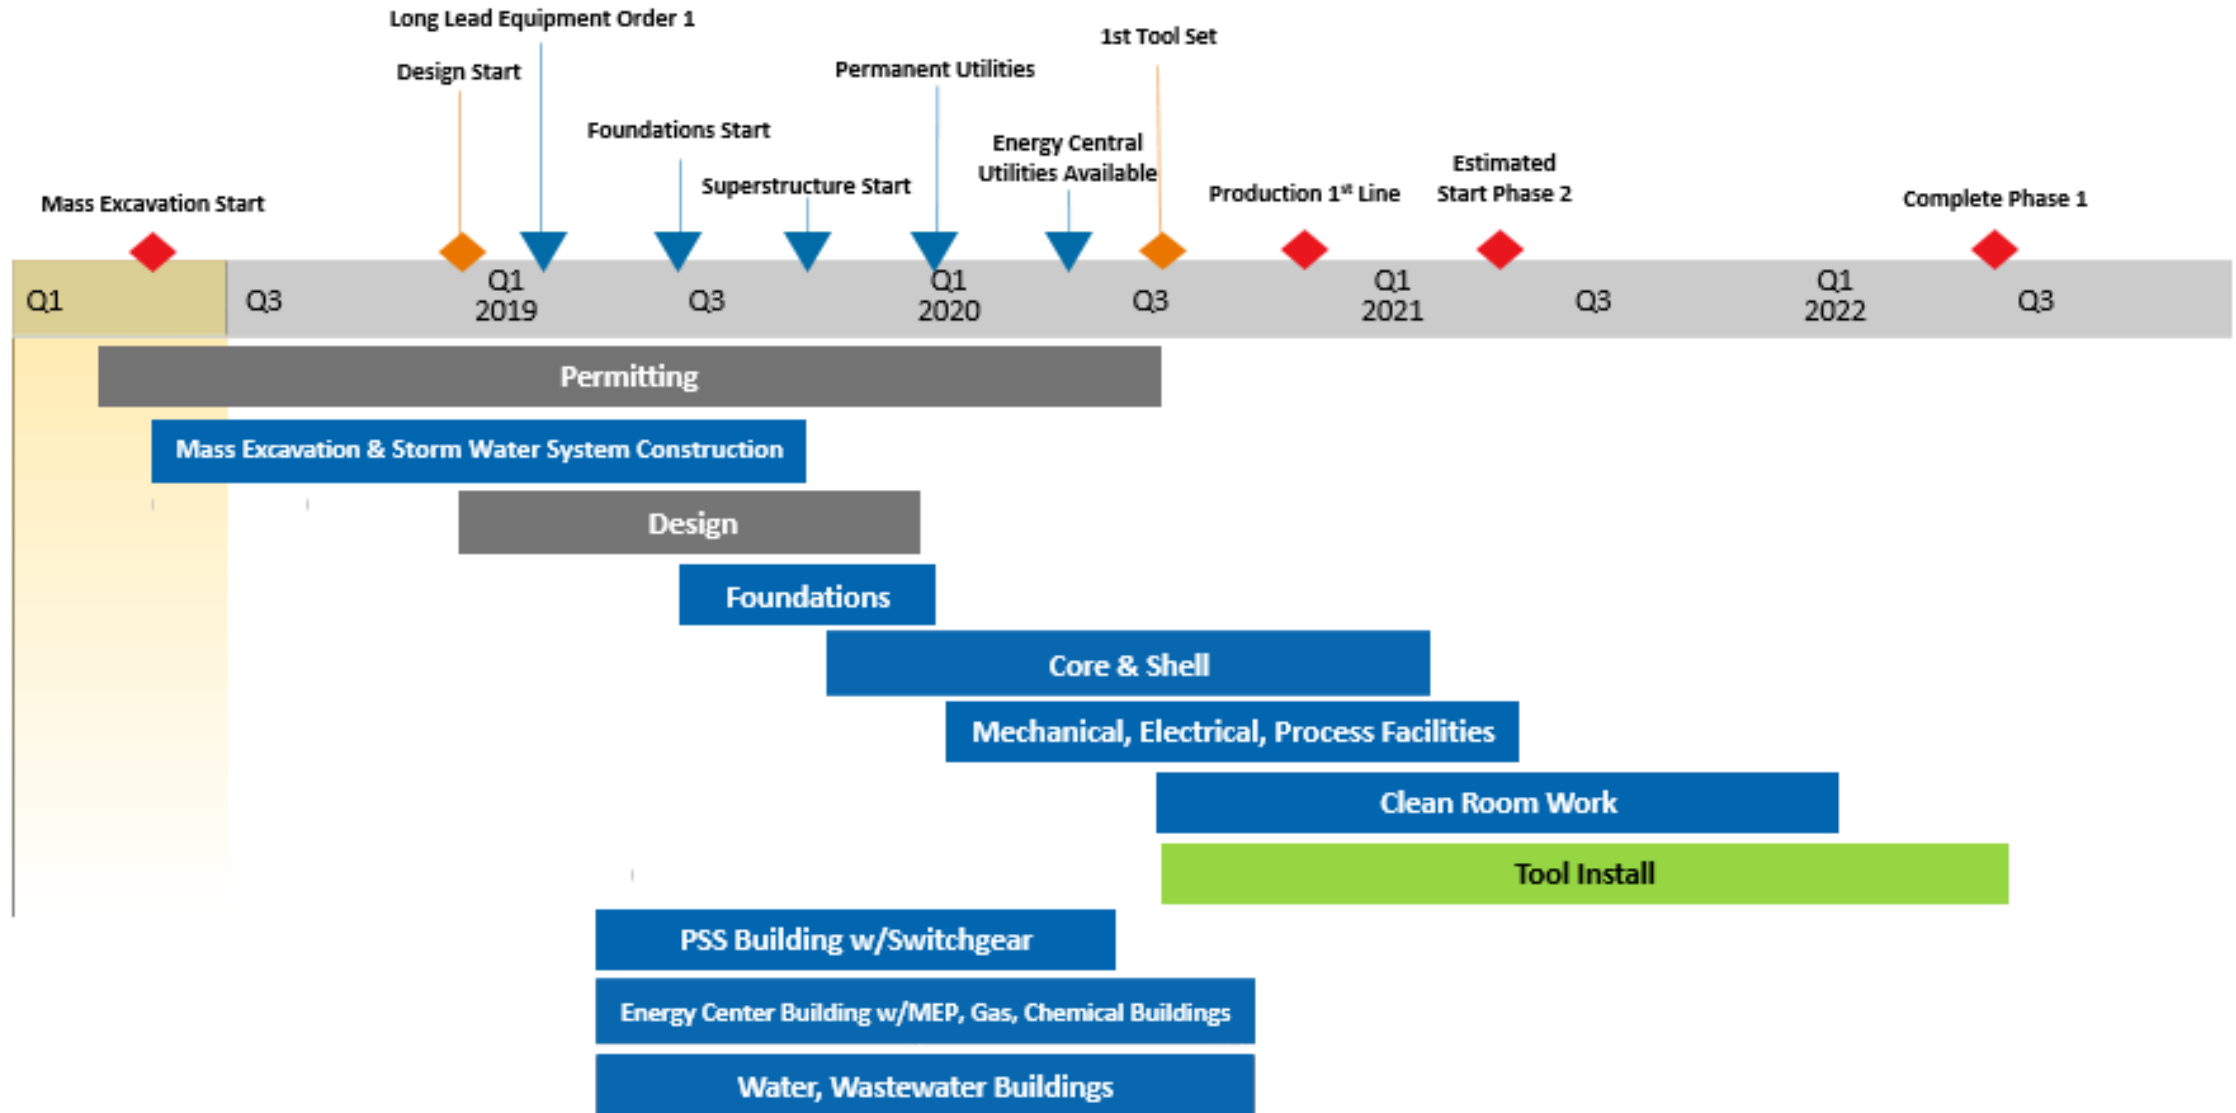 Long Lead Equipment Order 1
1st Tool Set
Design Start
Permanent Utilities
Foundations Start
Energy Central
Utilities Available
Superstructure Start
Estimated
Start Phase 2
Production 1st Line
Complete Phase 1
Mass Excavation Start
Q1
Q3
Q1
2019
Q3
Q1
2020
Q3
Q1
2021
Q3
Q1
2022
Q3
Permitting
Mass Excavation & Storm Water System Construction
Design
Foundations
Core & Shell
Mechanical, Electrical, Process Facilities
Clean Room Work
Tool Install
PSS Building w/Switchgear
Energy Center Building w/MEP, Gas, Chemical Buildings
Water, Wastewater Buildings